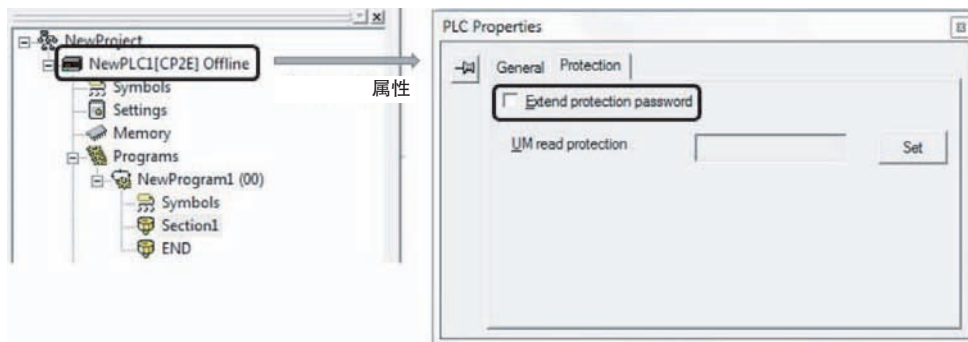 NewProject
NewPLC1[CP2E] Offline
Symbols
Settings
Memory
Programs
NewProgram1 (00)
Symbols
Section1
END
属性
PLC Properties
General Protection
Extend protection password
UM read protection
Set